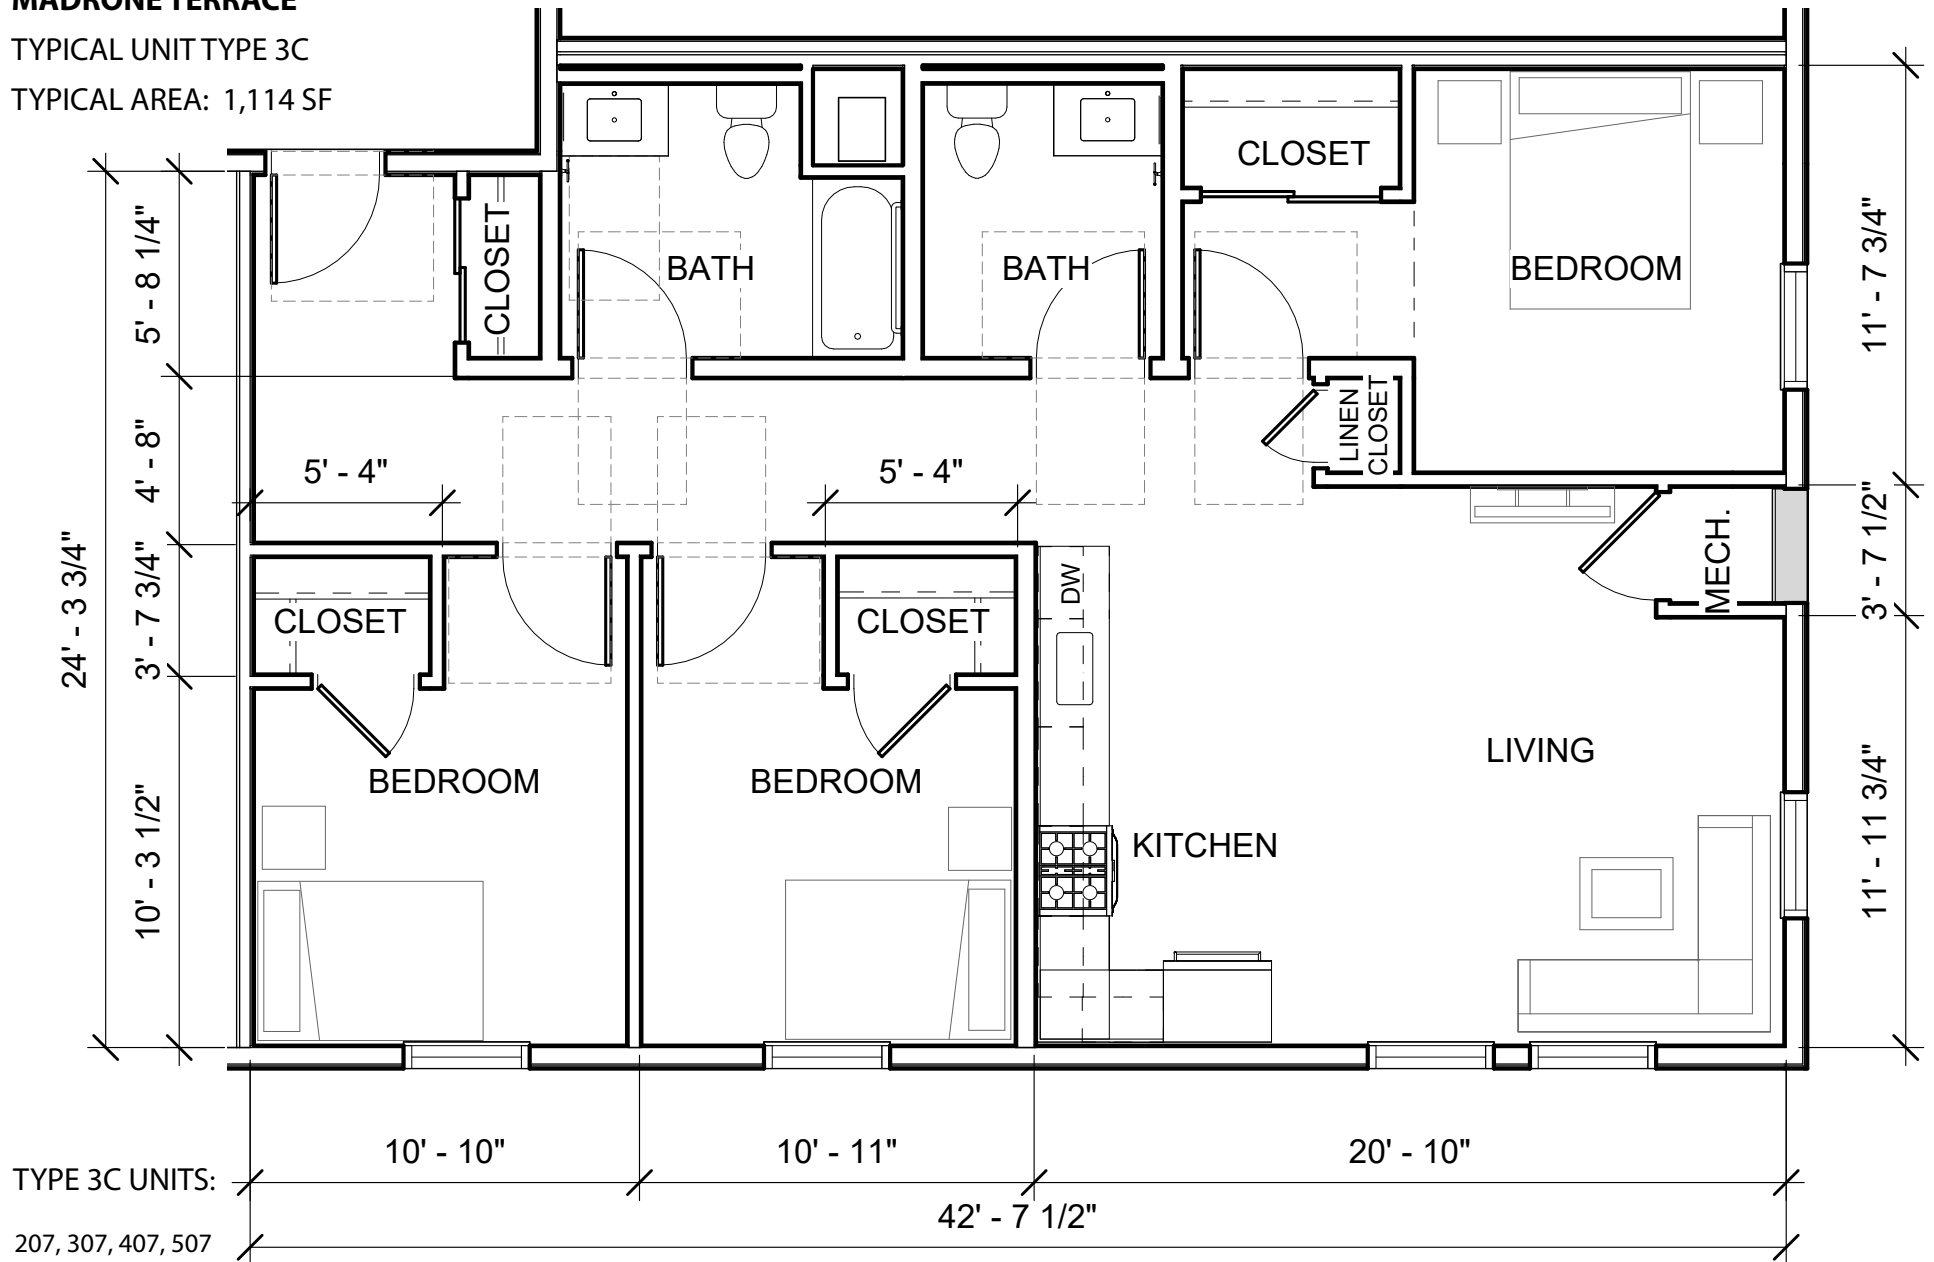 MADRONE TERRACE
TYPICAL UNIT TYPE 3C
TYPICAL AREA: 1,114 SF
CLOSET
CLOSET
BATH
BATH
BEDROOM
LINEN
CLOSET
5' - 8 1/4"
11' - 7 3/4"
4' - 8"
5' - 4"
5' - 4"
24' - 3 3/4"
3' - 7 3/4"
3' - 7 1/2"
MECH.
DW
CLOSET
CLOSET
LIVING
BEDROOM
BEDROOM
KITCHEN
10' - 3 1/2"
11' - 11 3/4"
10' - 10"
10' - 11"
20' - 10"
TYPE 3C UNITS:
42' - 7 1/2"
207, 307, 407, 507